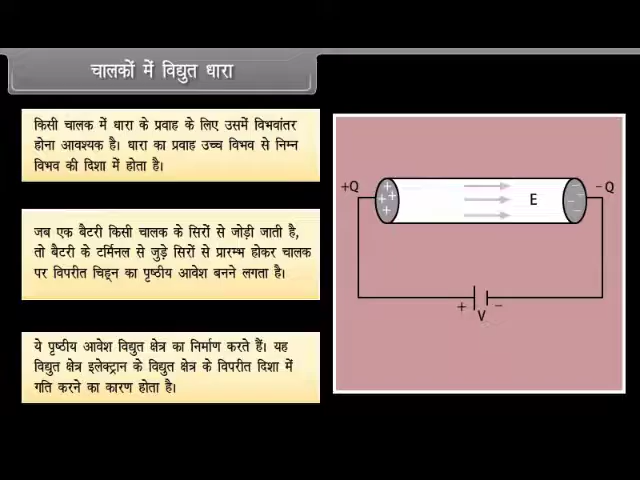 चालकों में विद्युत धारा
किसी चालक में धारा के प्रवाह के लिए उसमें विभवांतर
होना आवश्यक है। धारा का प्रवाह उच्च विभव से निम्न
विभव की दिशा में होता है।
जब एक बैटरी किसी चालक के सिरों से जोड़ी जाती है,
तो बैटरी के टर्मिनल से जुड़े सिरों से प्रारम्भ होकर चालक
पर विपरीत चिह्न का पृष्ठीय आवेश बनने लगता है।
ये पृष्ठीय आवेश विद्युत क्षेत्र का निर्माण करते हैं। यह
विद्युत क्षेत्र इलेक्ट्रान के विद्युत क्षेत्र के विपरीत दिशा में
गति करने का कारण होता है।
+Q
−Q
E
+ −
V